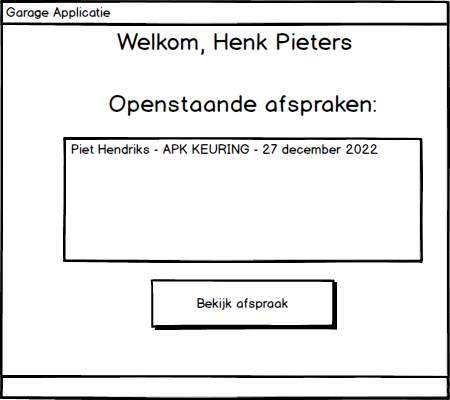 Garage Applicatie
Welkom, Henk Pieters
Openstaande afspraken:
Piet Hendriks - APK KEURING - 27 december 2022
Bekijk afspraak